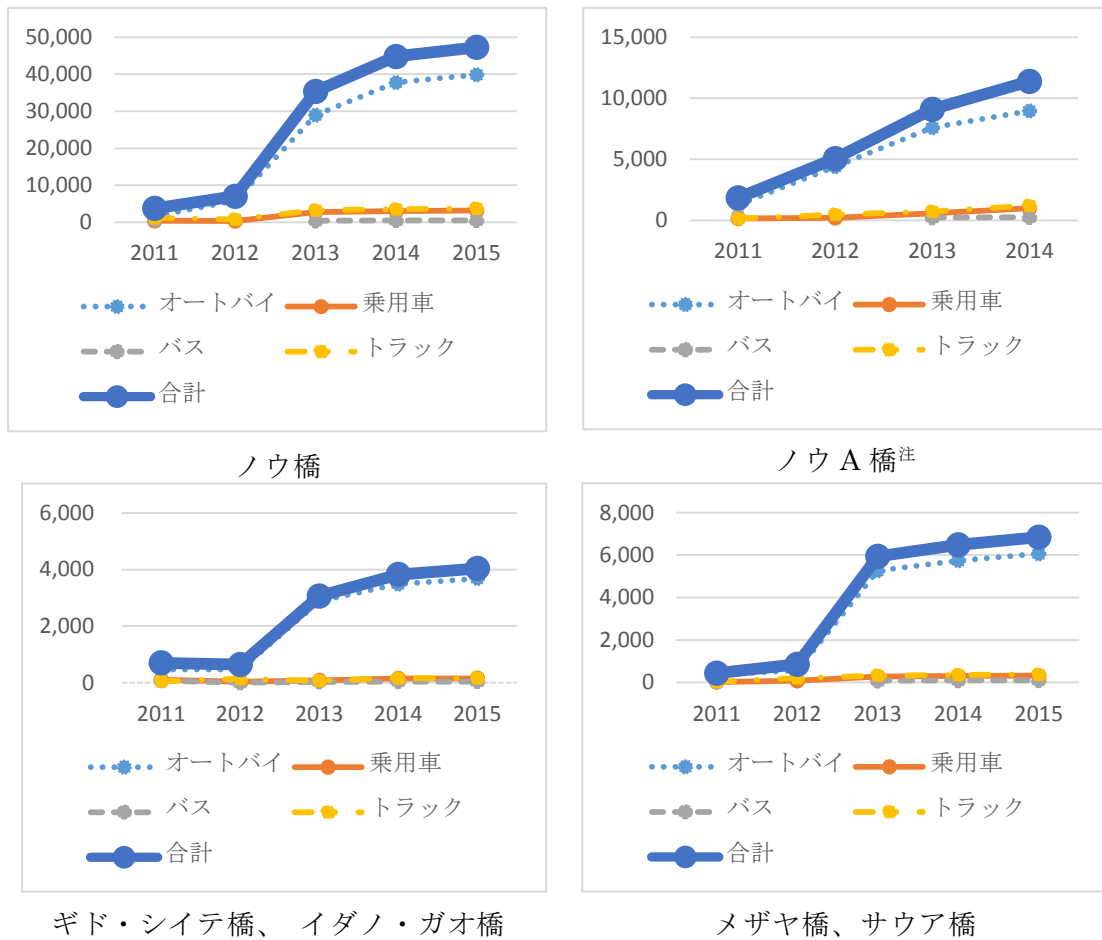 50,000
40,000
30,000
20,000
10,000
0
2011 2012 2013 2014 2015
オートバイ 乗用車
バス トラック
合計
ノウ橋
15,000
10,000
5,000
0
2011 2012 2013 2014
オートバイ 乗用車
バス トラック
合計
ノウ A 橋注
6,000
4,000
2,000
0
2011 2012 2013 2014 2015
オートバイ 乗用車
バス トラック
合計
ギド・シイテ橋、 イダノ・ガオ橋
8,000
6,000
4,000
2,000
0
2011 2012 2013 2014 2015
オートバイ 乗用車
バス トラック
合計
メザヤ橋、サウア橋